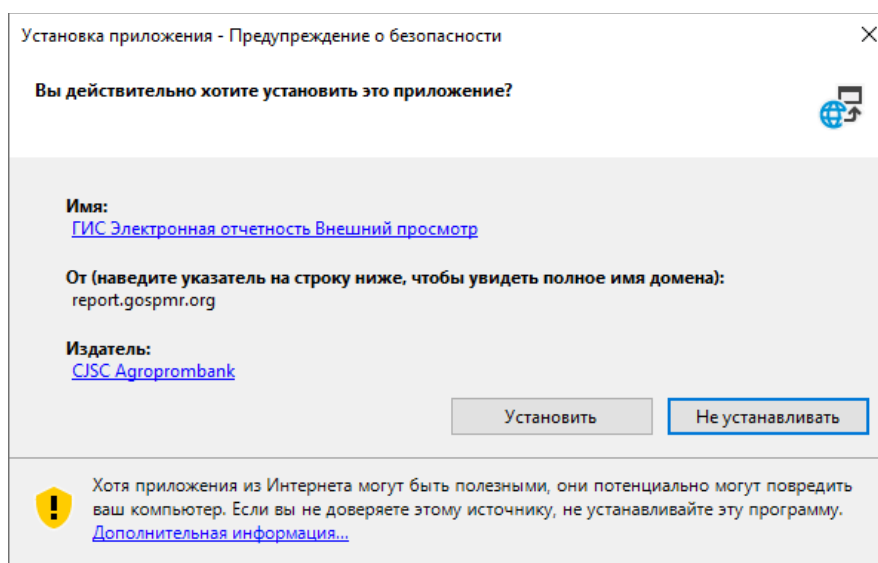 Установка приложения - Предупреждение о безопасности
Вы действительно хотите установить это приложение?
Имя:
ГИС Электронная отчетность Внешний просмотр
От (наведите указатель на строку ниже, чтобы увидеть полное имя домена):
report.gospmr.org
Издатель:
CJSC Agroprombank
Установить
Не устанавливать
Хотя приложения из Интернета могут быть полезными, они потенциально могут повредить
ваш компьютер. Если вы не доверяете этому источнику, не устанавливайте эту программу.
Дополнительная информация...